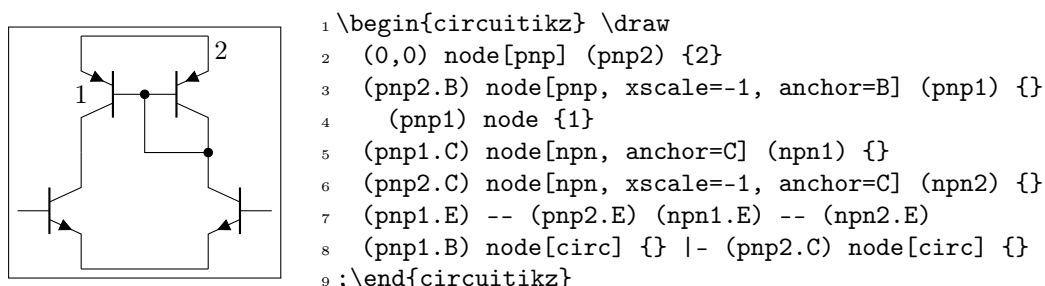 2
1
1 \begin{circuitikz} \draw
2 (0,0) node[pnp] (pnp2) {2}
3 (pnp2.B) node[pnp, xscale=-1, anchor=B] (pnp1) {}
4 (pnp1) node {1}
5 (pnp1.C) node[npn, anchor=C] (npn1) {}
6 (pnp2.C) node[npn, xscale=-1, anchor=C] (npn2) {}
7 (pnp1.E) -- (pnp2.E) (npn1.E) -- (npn2.E)
8 (pnp1.B) node[circ] {} |- (pnp2.C) node[circ] {}
9 ;\end{circuitikz}